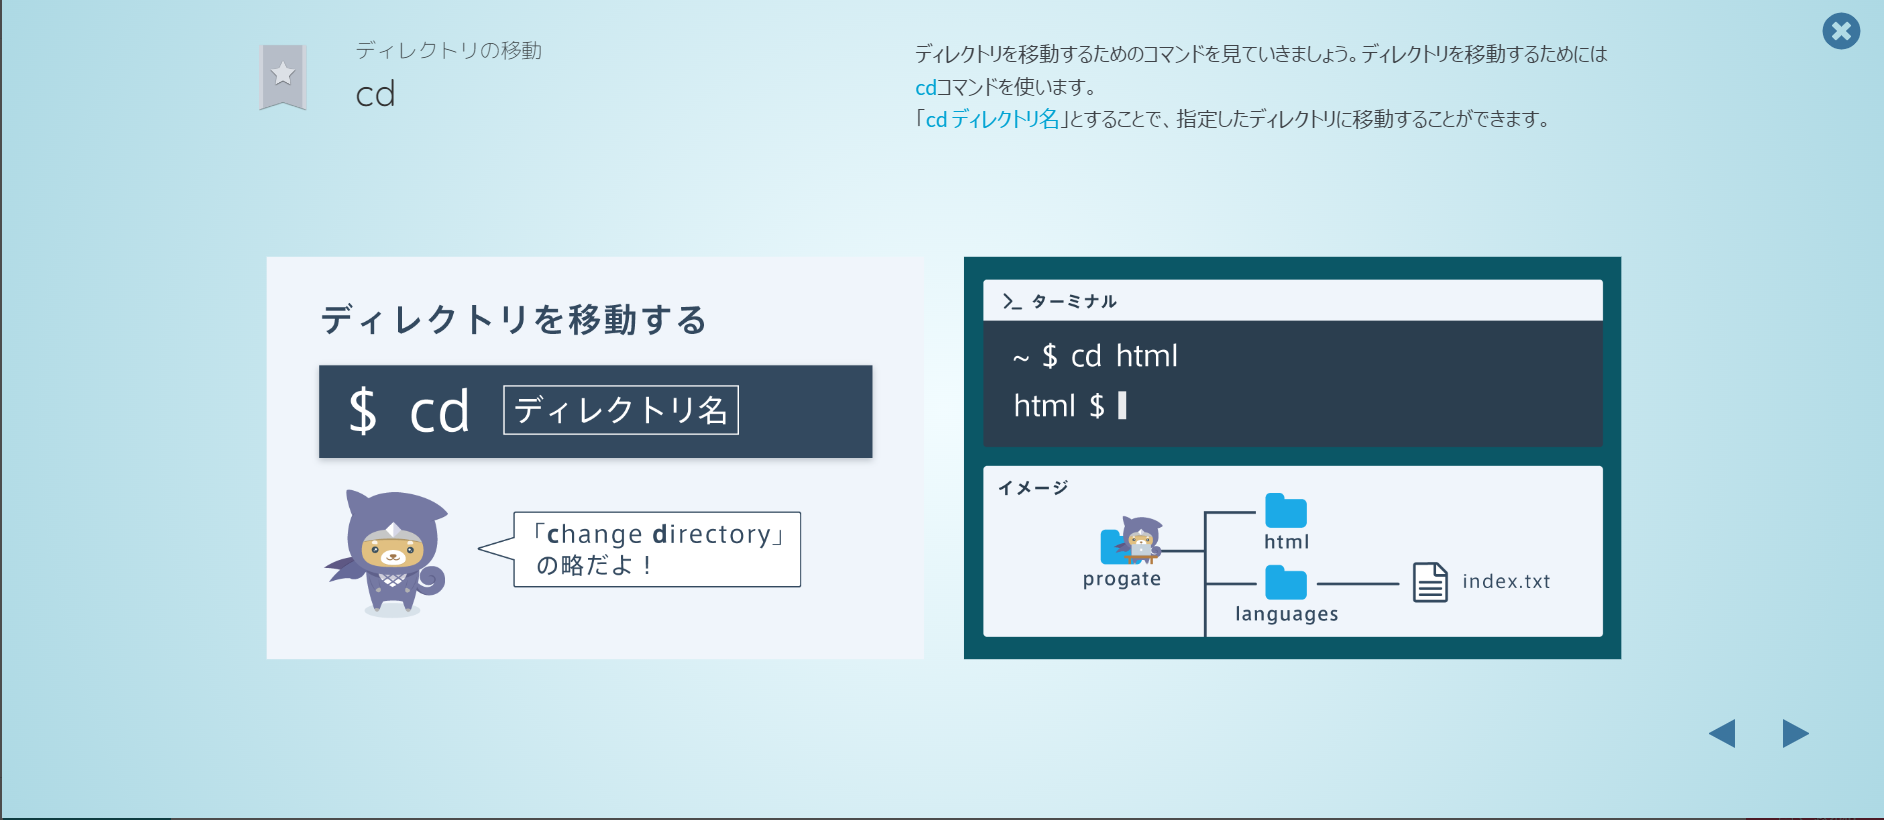 ディレクトリの移動
cd
ディレクトリを移動するためのコマンドを見ていきましょう。ディレクトリを移動するためには
cdコマンドを使います。
「cd ディレクトリ名」とすることで、指定したディレクトリに移動することができます。
ディレクトリを移動する
$ cd ディレクトリ名
「change directory」
の略だよ！
>_ ターミナル
~ $ cd html
html $
イメージ
html
progate
index.txt
languages